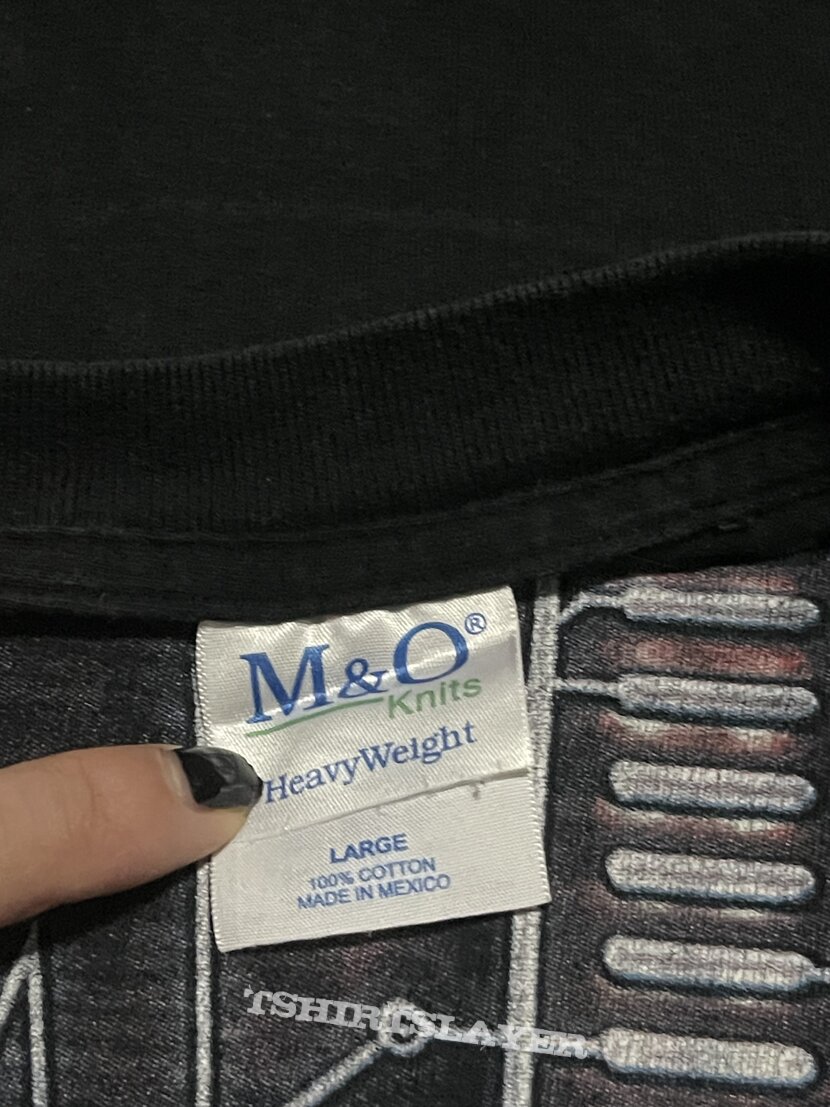 M&O®
Knits
HeavyWeight
LARGE
100% COTTON
MADE IN MEXICO
TSHIRTSLAYER